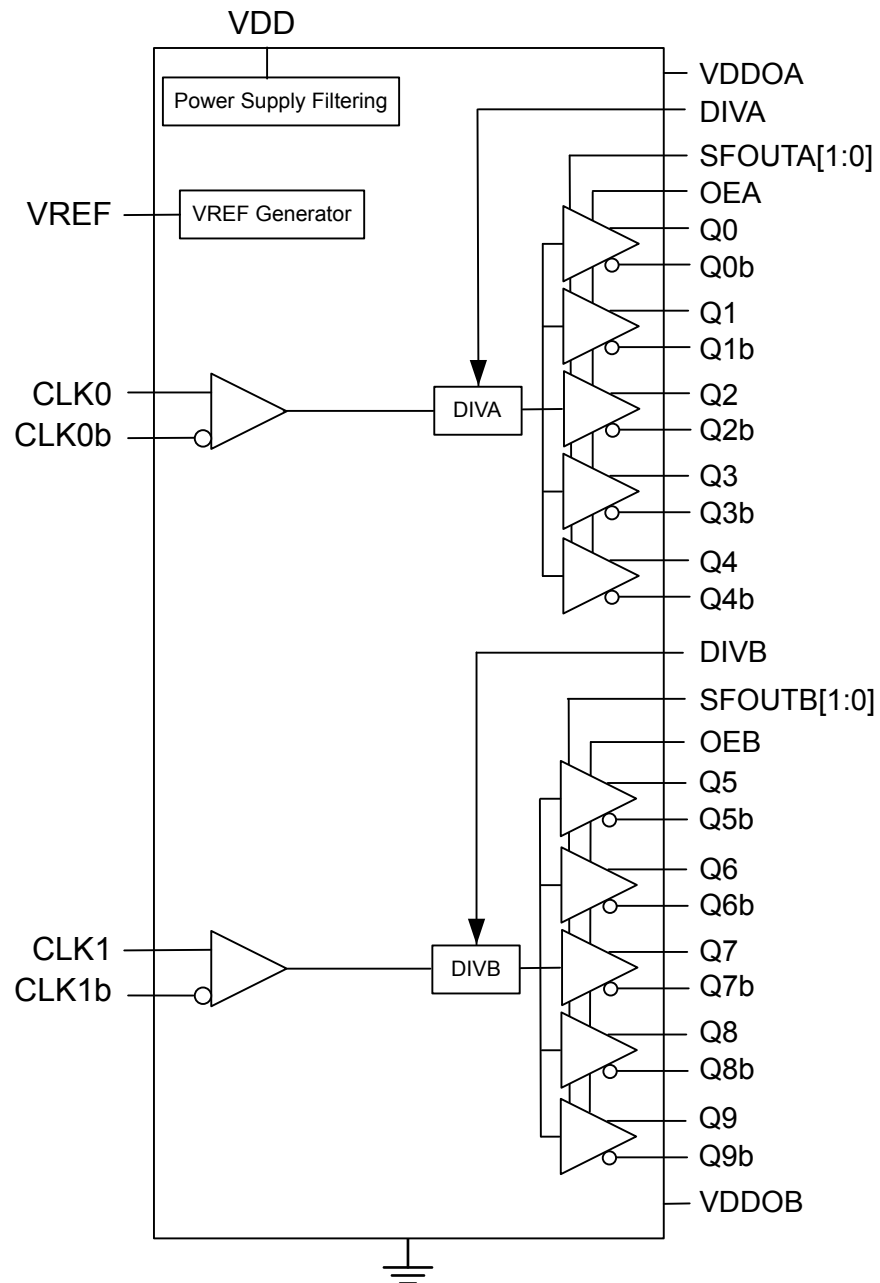 VDD
Power Supply Filtering
VDDOA
DIVA
SFOUTA[1:0]
OEA
VREF
VREF Generator
Q0
Q0b
Q1
Q1b
CLK0
CLK0b
DIVA
Q2
Q2b
Q3
Q3b
Q4
Q4b
DIVB
SFOUTB[1:0]
OEB
Q5
Q5b
Q6
Q6b
CLK1
CLK1b
DIVB
Q7
Q7b
Q8
Q8b
Q9
Q9b
VDDOB